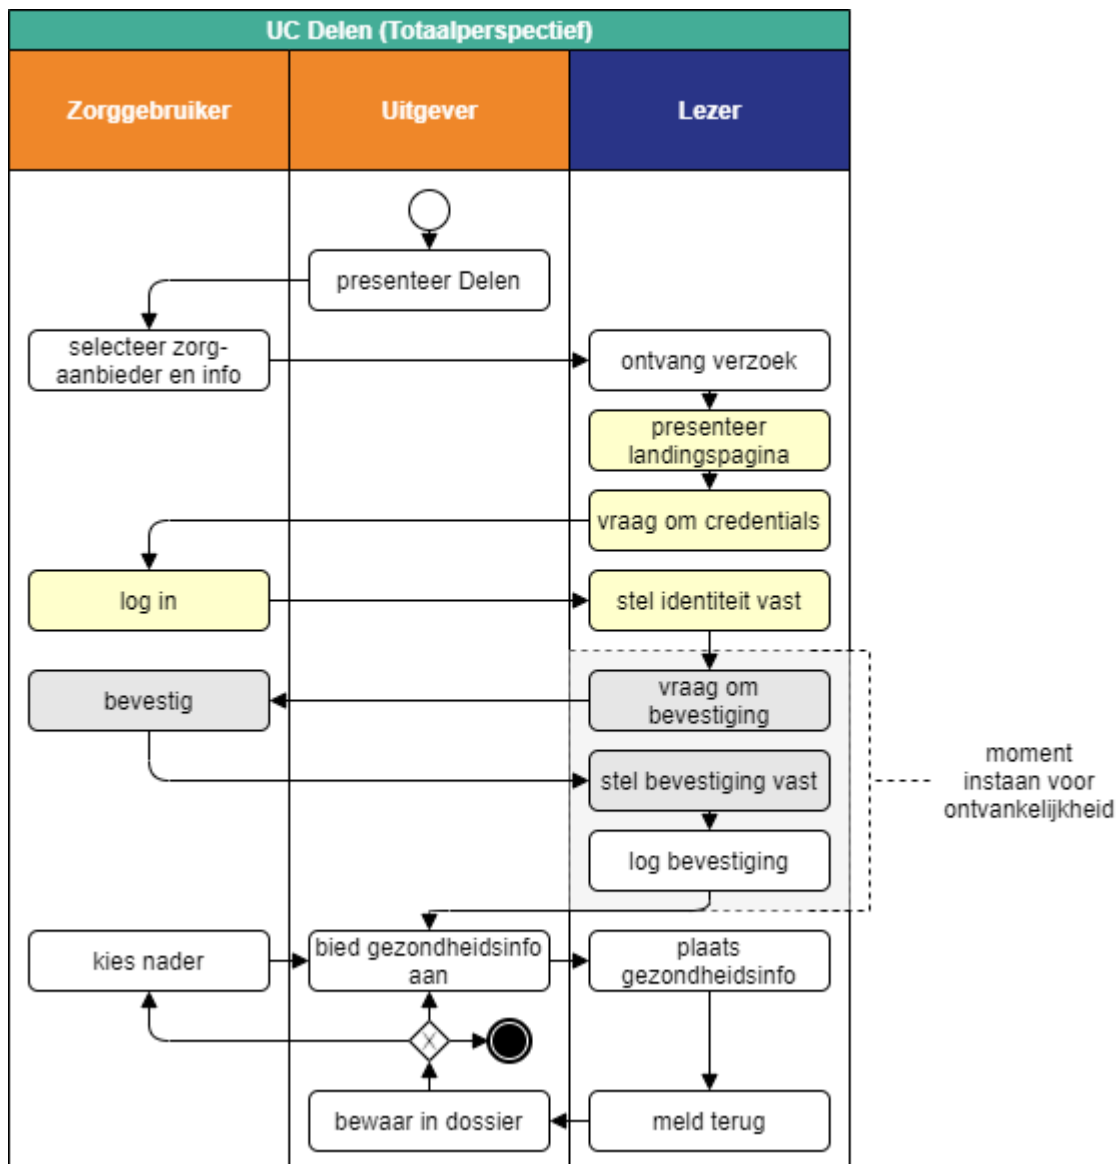 UC Delen (Totaalperspectief)
Zorggebruiker
Uitgever
Lezer
presenteer Delen
selecteer zorg-
aanbieder en info
ontvang verzoek
presenteer
landingspagina
vraag om credentials
log in
stel identiteit vast
bevestig
vraag om
bevestiging
stel bevestiging vast
moment
instaan voor
ontvankelijkheid
log bevestiging
kies nader
bied gezondheidsinfo
aan
plaats
gezondheidsinfo
X
bewaar in dossier
meld terug